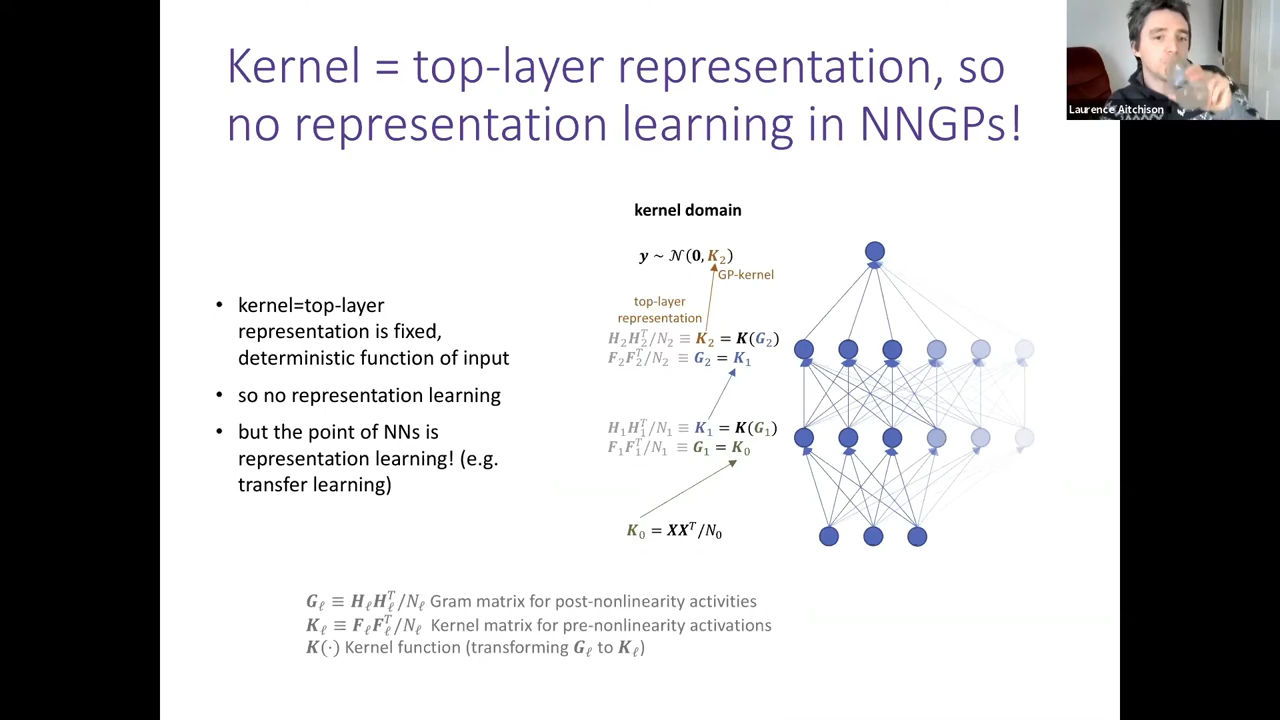 Kernel = top-layer representation, so
no representation learning in NNGPs!
Laurence Aitchison
kernel domain
y ~ 𝒩(0, K₂)
GP-kernel
top-layer
representation
H₂H₂ᵀ/N₂ ≡ K₂ = K(G₂)
F₂F₂ᵀ/N₂ ≡ G₂ = K₁
H₁H₁ᵀ/N₁ ≡ K₁ = K(G₁)
F₁F₁ᵀ/N₁ ≡ G₁ = K₀
K₀ = XXᵀ/N₀
• kernel=top-layer
representation is fixed,
deterministic function of input
• so no representation learning
• but the point of NNs is
representation learning! (e.g.
transfer learning)
G_ℓ ≡ H_ℓH_ℓᵀ/N_ℓ Gram matrix for post-nonlinearity activities
K_ℓ ≡ F_ℓF_ℓᵀ/N_ℓ Kernel matrix for pre-nonlinearity activations
K(·) Kernel function (transforming G_ℓ to K_ℓ)